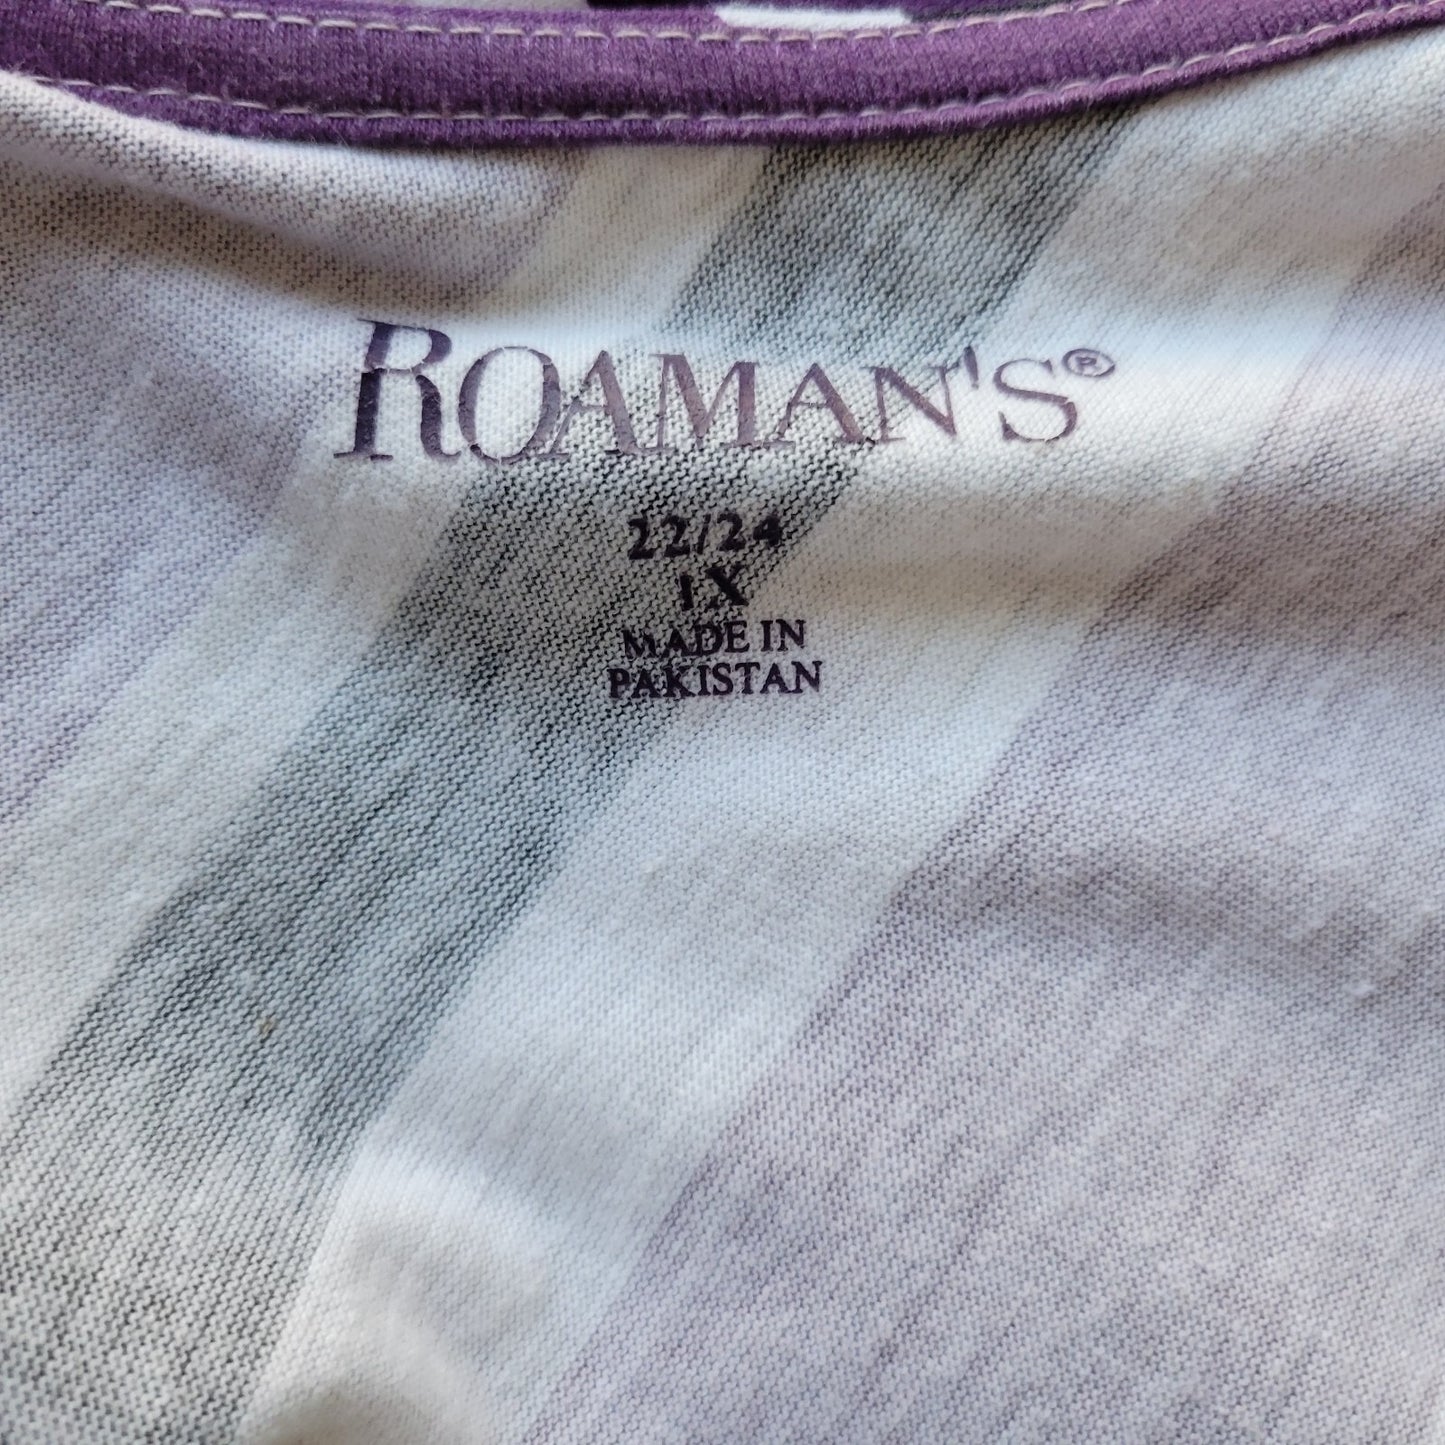 ROAMAN'S®
22/24
1X
MADE IN
PAKISTAN